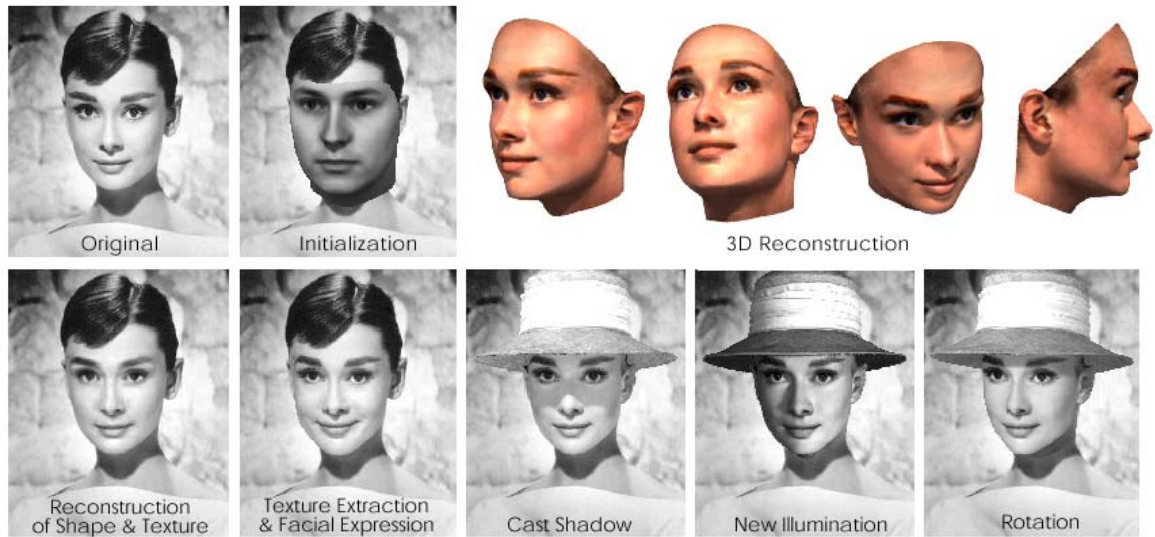 Original
Initialization
3D Reconstruction
Reconstruction
of Shape & Texture
Texture Extraction
& Facial Expression
Cast Shadow
New Illumination
Rotation